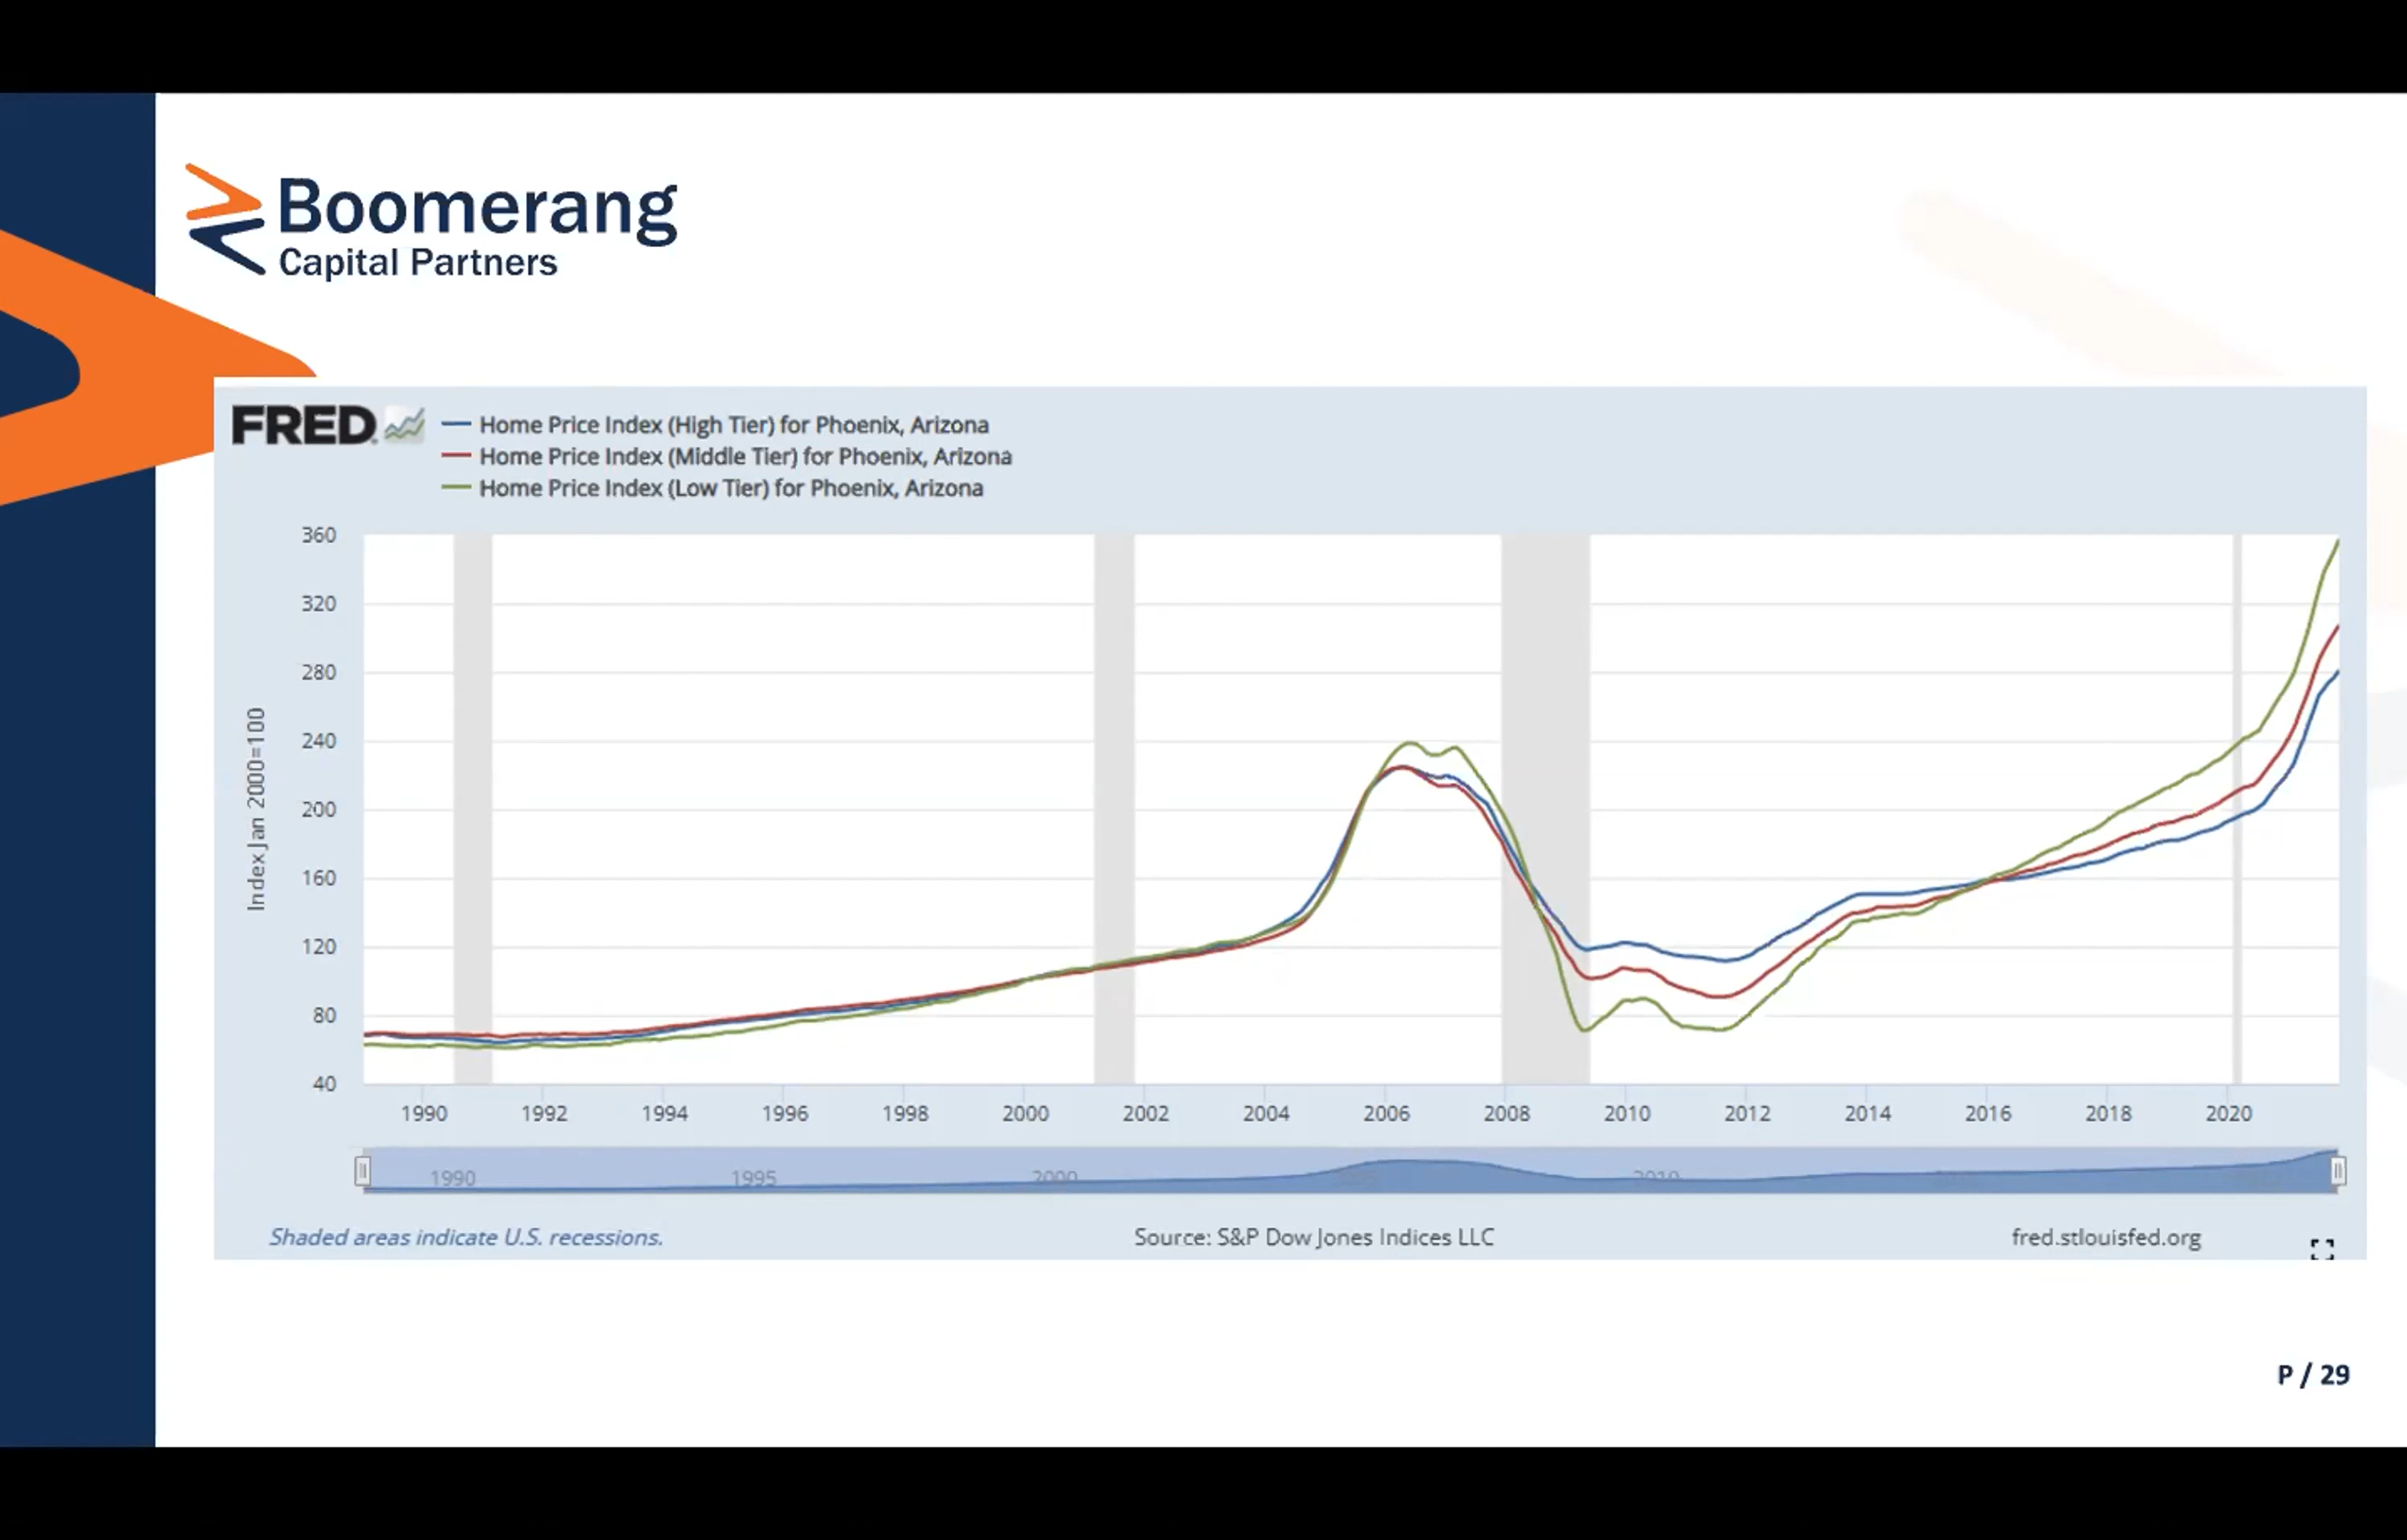 Boomerang
Capital Partners
FRED
Home Price Index (High Tier) for Phoenix, Arizona
Home Price Index (Middle Tier) for Phoenix, Arizona
Home Price Index (Low Tier) for Phoenix, Arizona
360
320
280
240
200
160
120
80
40
Index Jan 2000=100
1990 1992 1994 1996 1998 2000 2002 2004 2006 2008 2010 2012 2014 2016 2018 2020
1990 1995 2000 2010
Shaded areas indicate U.S. recessions. Source: S&P Dow Jones Indices LLC fred.stlouisfed.org
P / 29